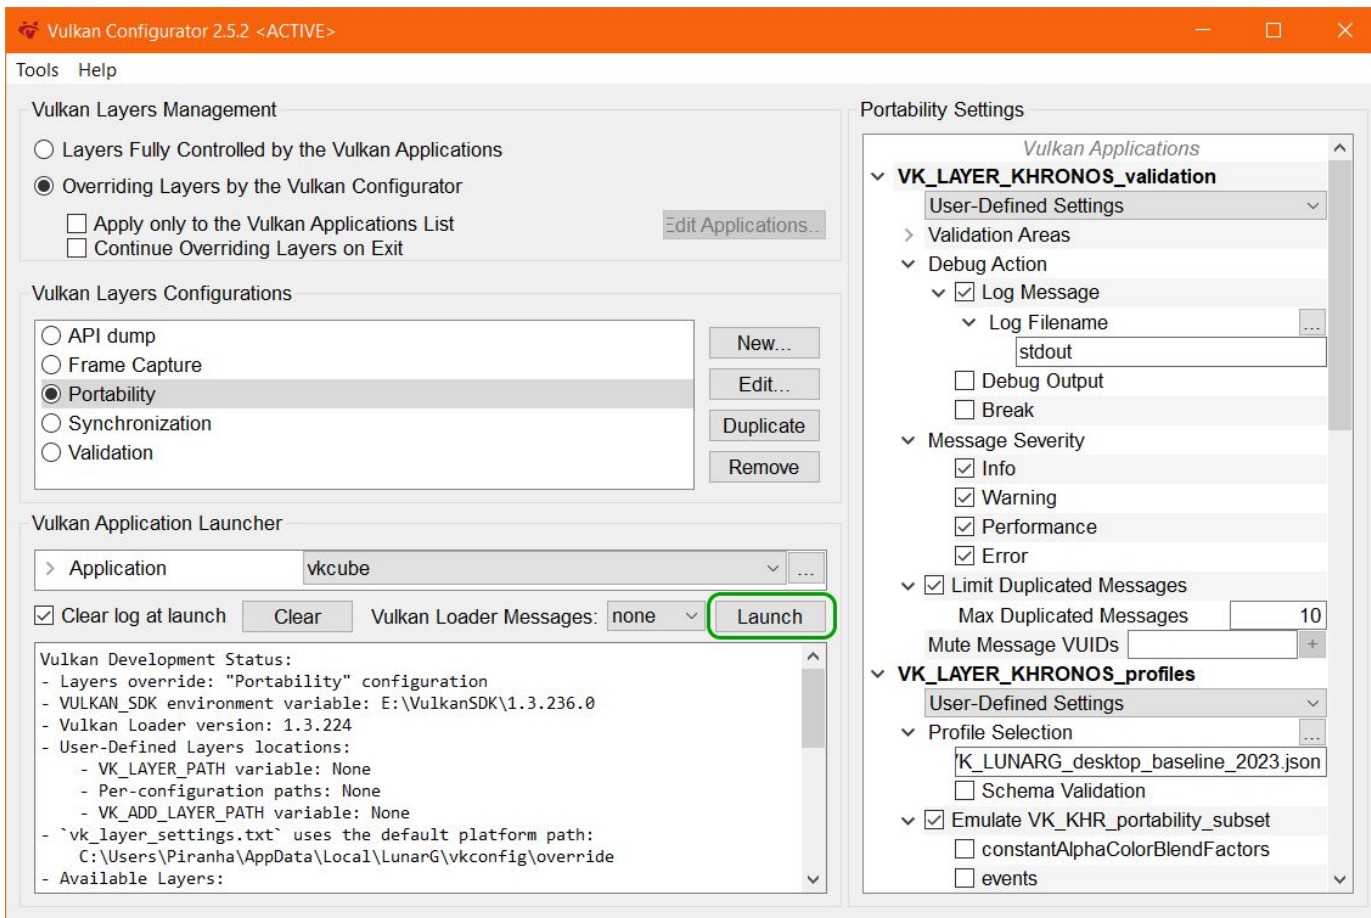 Vulkan Configurator 2.5.2 <ACTIVE>
Tools Help
Vulkan Layers Management
Layers Fully Controlled by the Vulkan Applications
Overriding Layers by the Vulkan Configurator
Apply only to the Vulkan Applications List
Edit Applications...
Continue Overriding Layers on Exit
Vulkan Layers Configurations
API dump
Frame Capture
Portability
Synchronization
Validation
New...
Edit...
Duplicate
Remove
Vulkan Application Launcher
Application vkcube ...
Clear log at launch Clear Vulkan Loader Messages: none Launch
Vulkan Development Status:
- Layers override: "Portability" configuration
- VULKAN_SDK environment variable: E:\VulkanSDK\1.3.236.0
- Vulkan Loader version: 1.3.224
- User-Defined Layers locations:
- VK_LAYER_PATH variable: None
- Per-configuration paths: None
- VK_ADD_LAYER_PATH variable: None
- `vk_layer_settings.txt` uses the default platform path:
C:\Users\Piranha\AppData\Local\LunarG\vkconfig\override
- Available Layers:
Portability Settings
Vulkan Applications
VK_LAYER_KHRONOS_validation
User-Defined Settings
Validation Areas
Debug Action
Log Message
Log Filename ...
stdout
Debug Output
Break
Message Severity
Info
Warning
Performance
Error
Limit Duplicated Messages
Max Duplicated Messages 10
Mute Message VUIDs +
VK_LAYER_KHRONOS_profiles
User-Defined Settings
Profile Selection ...
VK_LUNARG_desktop_baseline_2023.json
Schema Validation
Emulate VK_KHR_portability_subset
constantAlphaColorBlendFactors
events